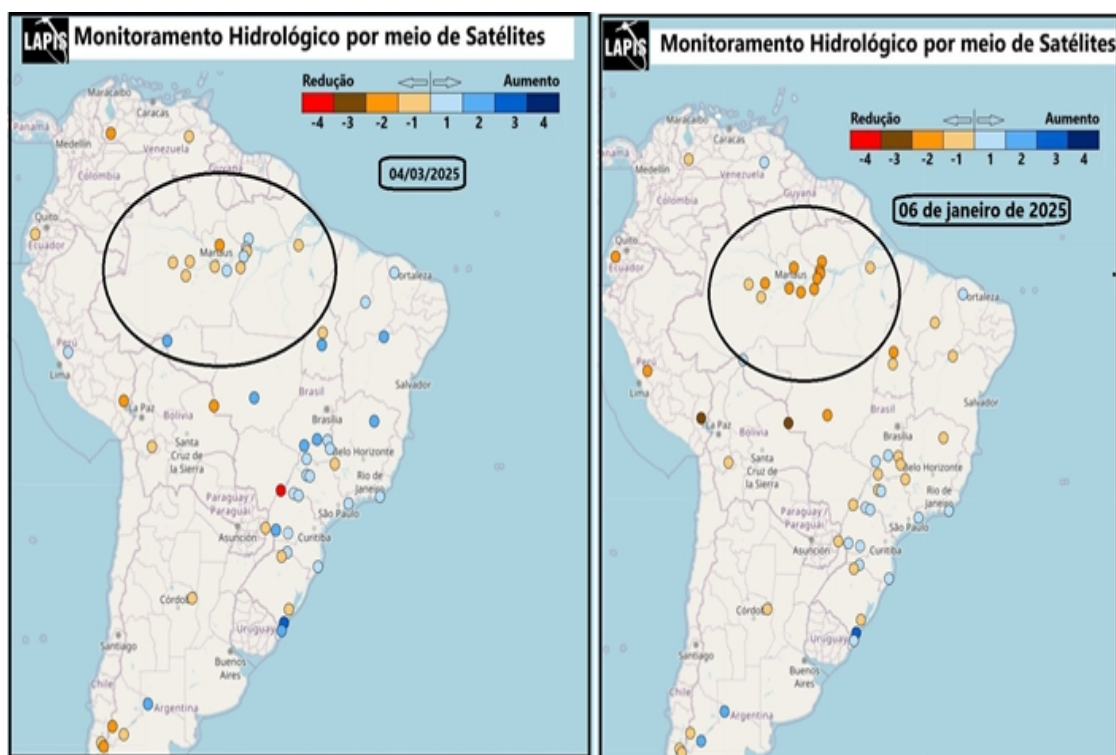 LAPIS
Monitoramento Hidrológico por meio de Satélites
Redução Aumento
-4 -3 -2 -1 1 2 3 4
04/03/2025
Maracaibo
Caracas
Panamá
Medellín
Venezuela
Guyana
Colombia
Quito
Ecuador
Manaus
Fortaleza
Perú
Lima
Brasil
Salvador
La Paz
Bolivia
Brasília
Santa
Cruz de
la Sierra
Belo Horizonte
Rio de
Janeiro
Paraguay /
Paraguái
São Paulo
Asunción
Curitiba
Córdoba
Uruguay
Santiago
Buenos
Aires
Chile
Argentina
LAPIS
Monitoramento Hidrológico por meio de Satélites
Redução Aumento
-4 -3 -2 -1 1 2 3 4
06 de janeiro de 2025
Maracaibo
Caracas
Panamá
Medellín
Venezuela
Guyana
Colombia
Quito
Ecuador
Manaus
Fortaleza
Perú
Lima
Brasil
Salvador
La Paz
Bolivia
Brasília
Santa
Cruz de
la Sierra
Belo Horizonte
Rio de
Janeiro
Paraguay /
Paraguái
São Paulo
Asunción
Curitiba
Córdoba
Uruguay
Santiago
Buenos
Aires
Chile
Argentina